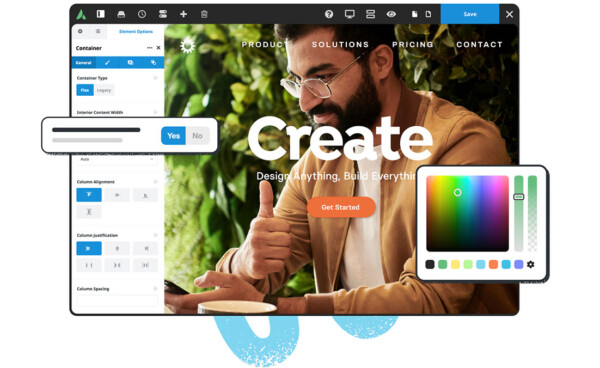 Save
Element Options
Container
General
Container Type
Flex Legacy
Interior Content Width
Yes No
Auto
Column Alignment
Column Justification
Column Spacing
PRODUCT SOLUTIONS PRICING CONTACT
Create
Design Anything, Build Everything
Get Started